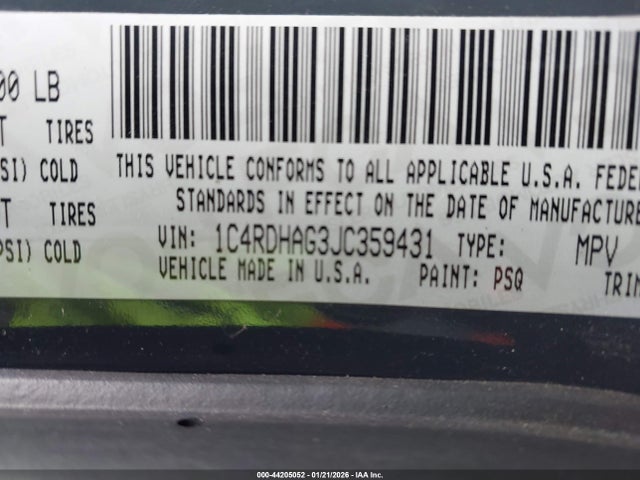 00 LB
T TIRES
PSI) COLD
T TIRES
PSI) COLD
THIS VEHICLE CONFORMS TO ALL APPLICABLE U.S.A. FEDE
STANDARDS IN EFFECT ON THE DATE OF MANUFACTURE
VIN: 1C4RDHAG3JC359431 TYPE: MPV
VEHICLE MADE IN U.S.A. PAINT: PSQ TRIM
000-44205052 - 01/21/2026 - © IAA Inc.